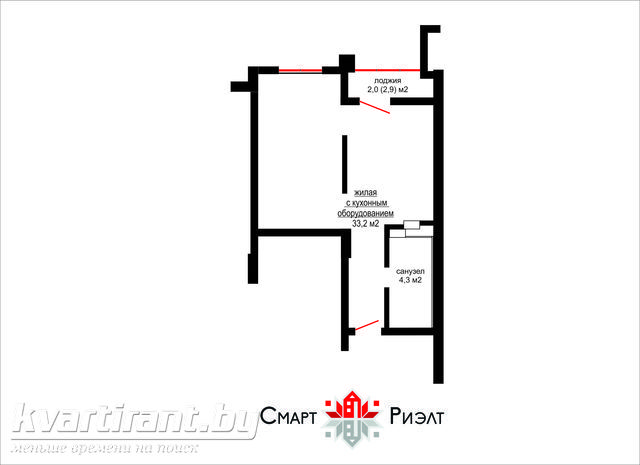 лоджия
2,0 (2,9) м2
жилая
с кухонным
оборудованием
33,2 м2
санузел
4,3 м2
Смарт Риэлт
kvartirant.by
меньше времени на поиск